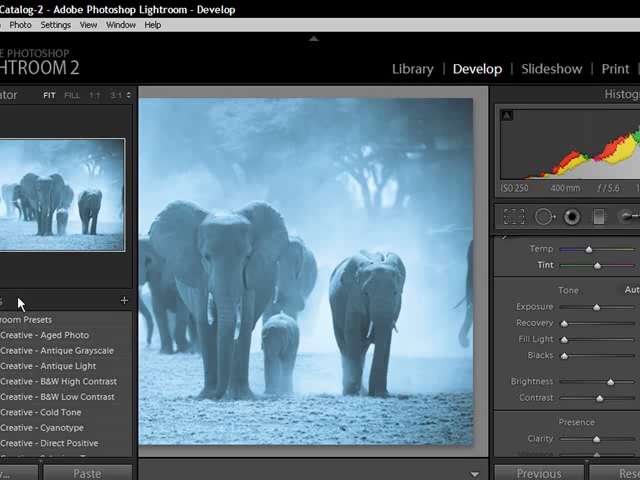 Catalog-2 - Adobe Photoshop Lightroom - Develop
Photo Settings View Window Help
E PHOTOSHOP
HTROOM 2
Library | Develop | Slideshow | Print
ator FIT FILL 1:1 3:1
Histog
ISO 250 400 mm f / 5.6
Temp
Tint
Tone Aut
Exposure
Recovery
Fill Light
Blacks
Brightness
Contrast
Presence
Clarity
Vibrance
s +
room Presets
Creative - Aged Photo
Creative - Antique Grayscale
Creative - Antique Light
Creative - B&W High Contrast
Creative - B&W Low Contrast
Creative - Cold Tone
Creative - Cyanotype
Creative - Direct Positive
y... Paste
Previous Rese